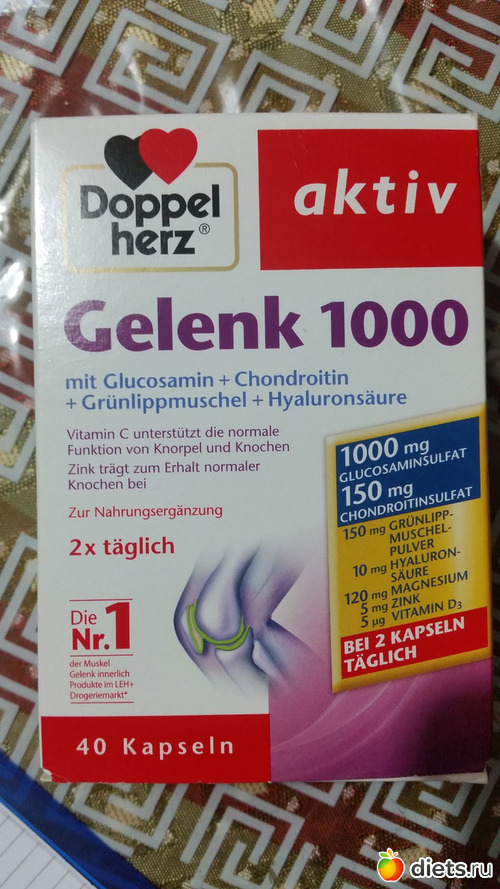 Doppel
herz®
aktiv
Gelenk 1000
mit Glucosamin + Chondroitin
+ Grünlippmuschel + Hyaluronsäure
Vitamin C unterstützt die normale
Funktion von Knorpel und Knochen
Zink trägt zum Erhalt normaler
Knochen bei
Zur Nahrungsergänzung
2x täglich
1000 mg
GLUCOSAMINSULFAT
150 mg
CHONDROITINSULFAT
150 mg GRÜNLIPP-
MUSCHEL-
PULVER
10 mg HYALURON-
SÄURE
120 mg MAGNESIUM
5 mg ZINK
5 µg VITAMIN D3
BEI 2 KAPSELN
TÄGLICH
Die
Nr.1
der Muskel
Gelenk innerlich
Produkte im LEH+
Drogeriemarkt*
40 Kapseln
diets.ru